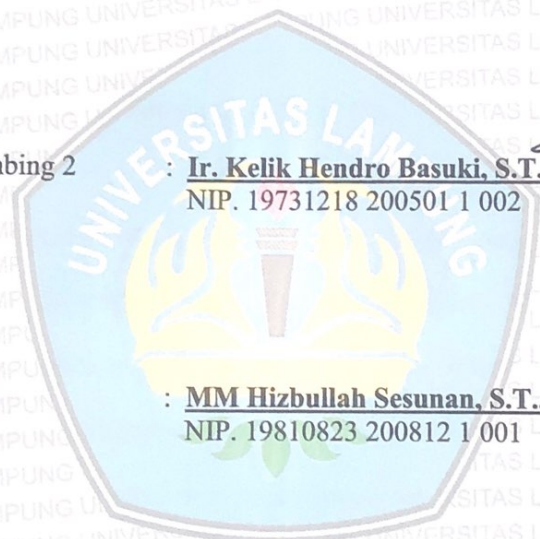 UNIVERSITAS LAMPUNG
bing 2 : Ir. Kelik Hendro Basuki, S.T.
NIP. 19731218 200501 1 002
: MM Hizbullah Sesunan, S.T.
NIP. 19810823 200812 1 001